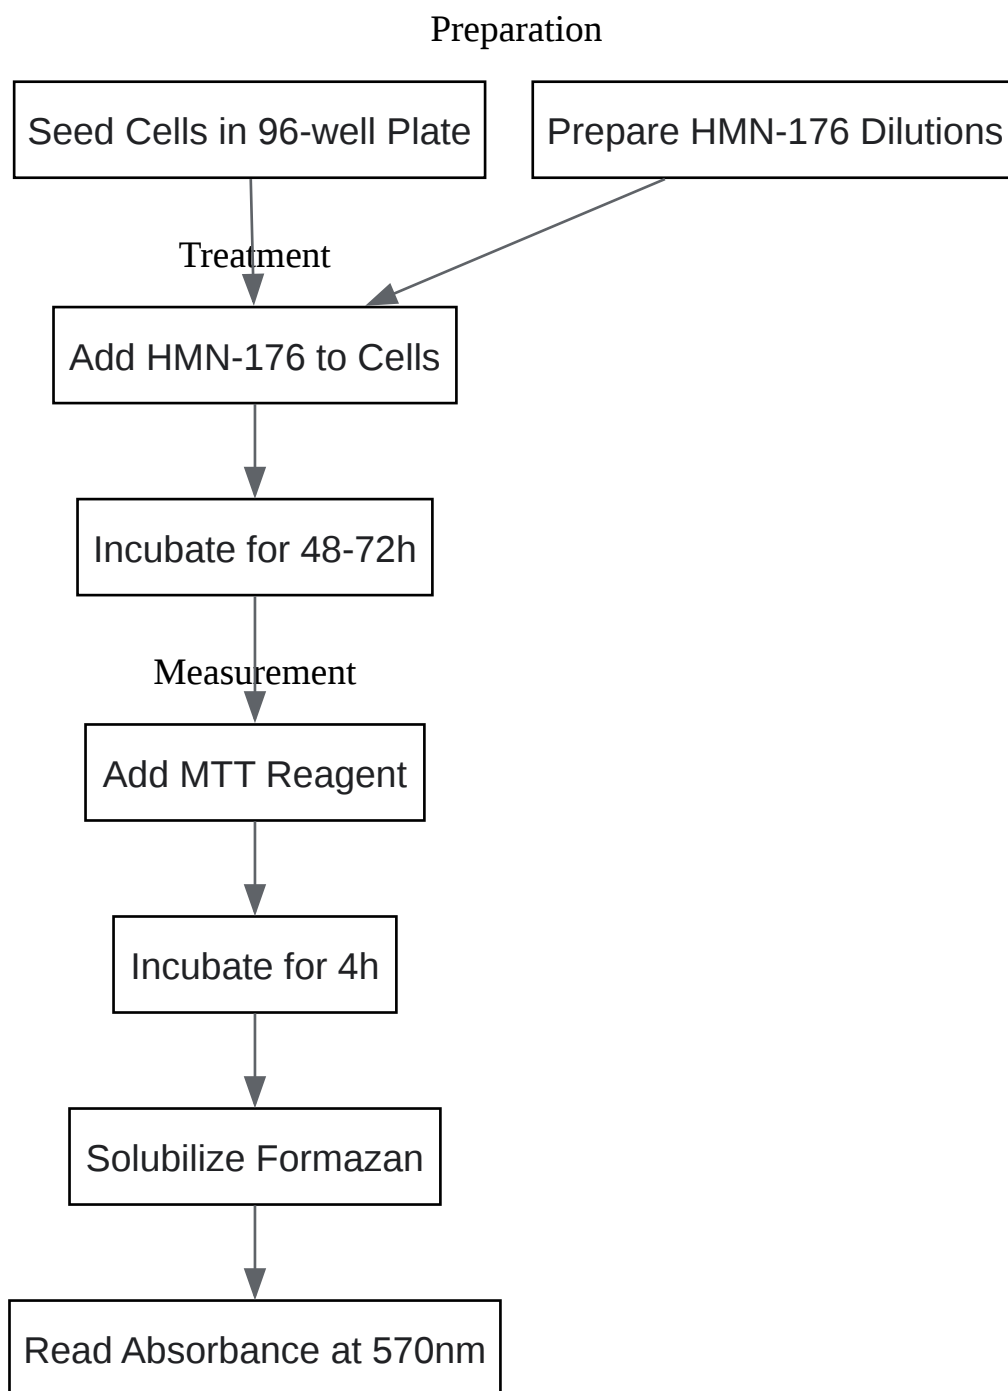 Preparation
Seed Cells in 96-well Plate
Prepare HMN-176 Dilutions
Treatment
Add HMN-176 to Cells
Incubate for 48-72h
Measurement
Add MTT Reagent
Incubate for 4h
Solubilize Formazan
Read Absorbance at 570nm